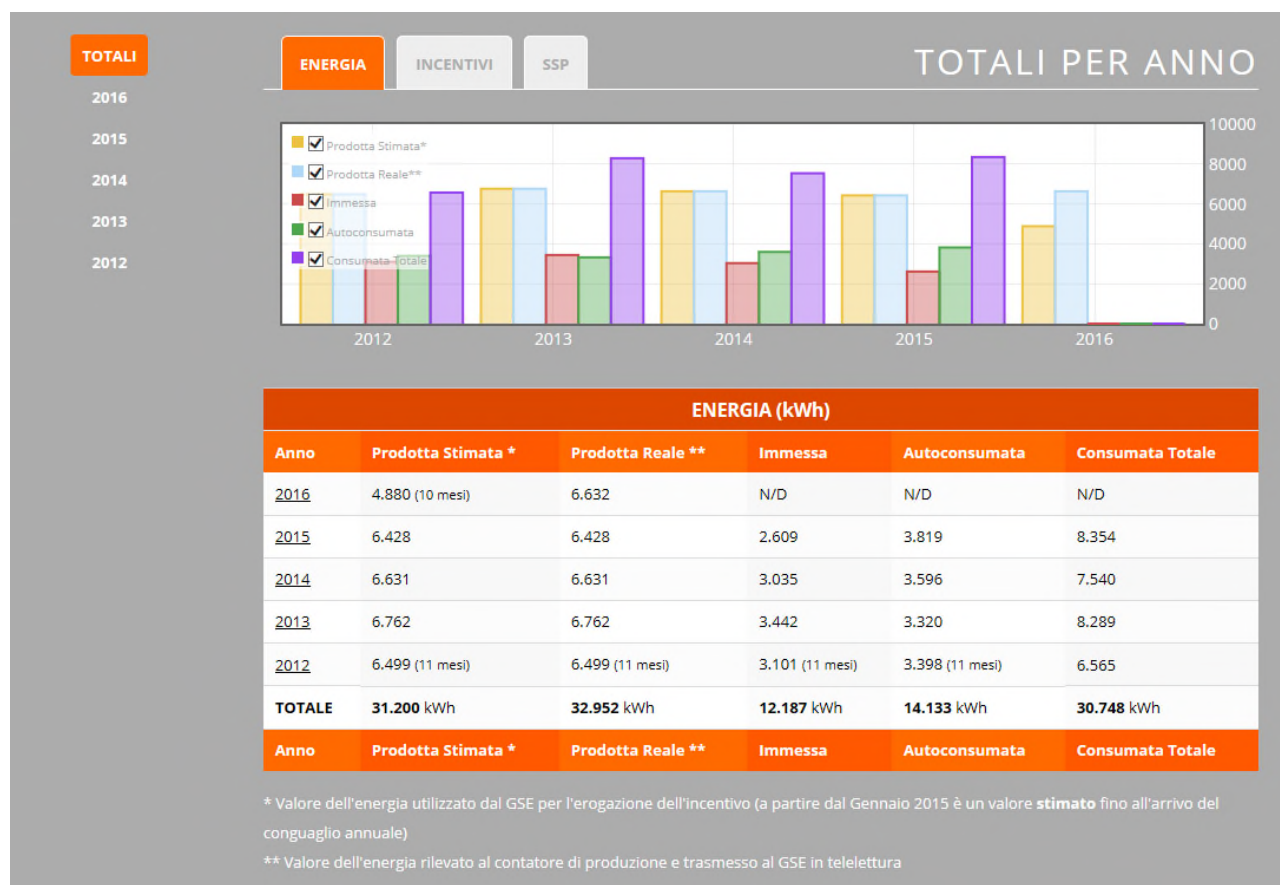 TOTALI
2016
2015
2014
2013
2012
ENERGIA INCENTIVI SSP
TOTALI PER ANNO
Prodotta Stimata*
Prodotta Reale**
Immessa
Autoconsumata
Consumata Totale
10000
8000
6000
4000
2000
0
2012 2013 2014 2015 2016
ENERGIA (kWh)
Anno Prodotta Stimata * Prodotta Reale ** Immessa Autoconsumata Consumata Totale
2016 4.880 (10 mesi) 6.632 N/D N/D N/D
2015 6.428 6.428 2.609 3.819 8.354
2014 6.631 6.631 3.035 3.596 7.540
2013 6.762 6.762 3.442 3.320 8.289
2012 6.499 (11 mesi) 6.499 (11 mesi) 3.101 (11 mesi) 3.398 (11 mesi) 6.565
TOTALE 31.200 kWh 32.952 kWh 12.187 kWh 14.133 kWh 30.748 kWh
Anno Prodotta Stimata * Prodotta Reale ** Immessa Autoconsumata Consumata Totale
* Valore dell'energia utilizzato dal GSE per l'erogazione dell'incentivo (a partire dal Gennaio 2015 è un valore stimato fino all'arrivo del
conguaglio annuale)
** Valore dell'energia rilevato al contatore di produzione e trasmesso al GSE in telelettura